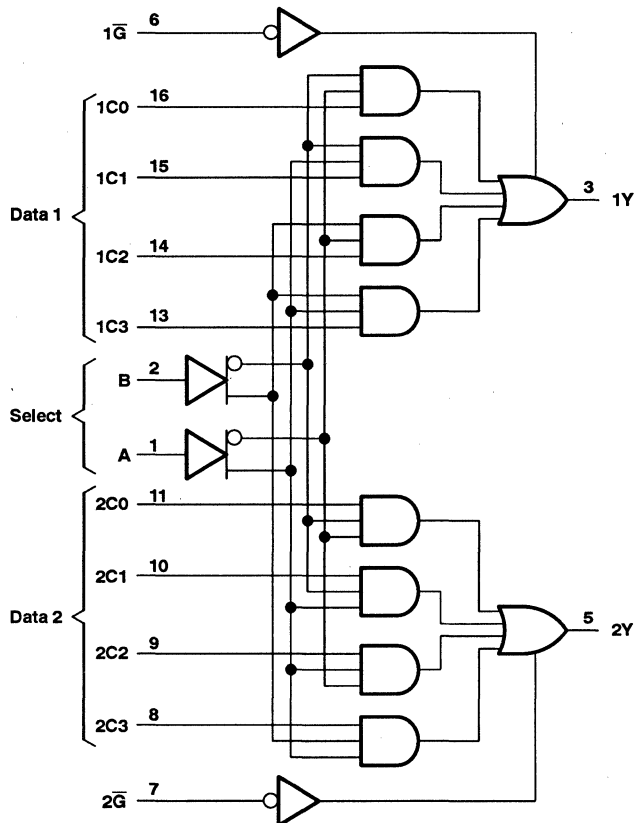 1G̅ 6
1C0 16
1C1 15
Data 1
3 1Y
1C2 14
1C3 13
B 2
Select
A 1
2C0 11
2C1 10
Data 2
5 2Y
2C2 9
2C3 8
2G̅ 7